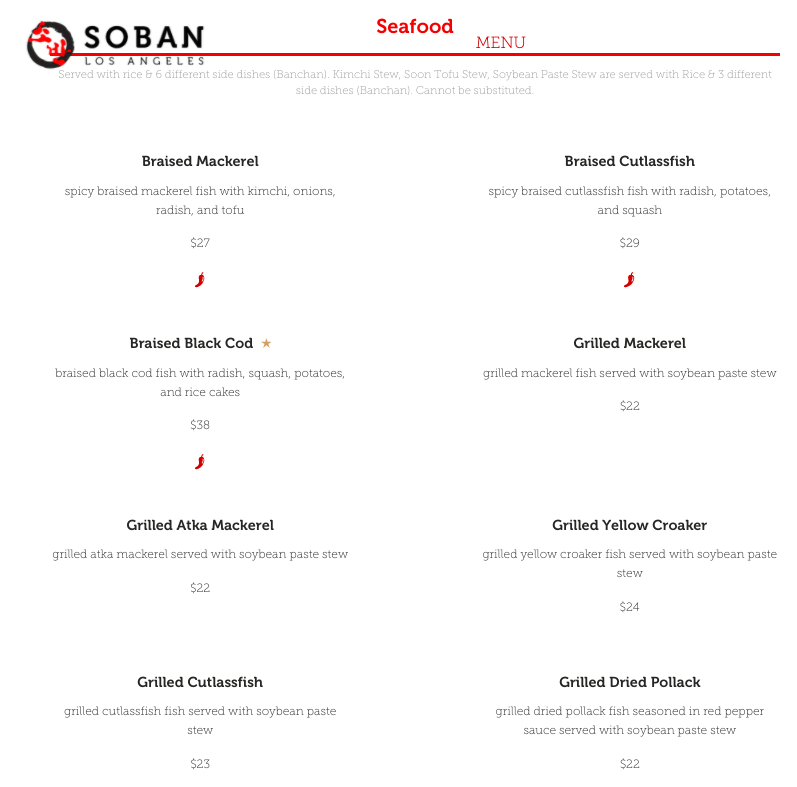 SOBAN
LOS ANGELES
Seafood
MENU
Served with rice & 6 different side dishes (Banchan). Kimchi Stew, Soon Tofu Stew, Soybean Paste Stew are served with Rice & 3 different
side dishes (Banchan). Cannot be substituted.
Braised Mackerel
spicy braised mackerel fish with kimchi, onions,
radish, and tofu
$27
Braised Cutlassfish
spicy braised cutlassfish fish with radish, potatoes,
and squash
$29
Braised Black Cod ★
braised black cod fish with radish, squash, potatoes,
and rice cakes
$38
Grilled Mackerel
grilled mackerel fish served with soybean paste stew
$22
Grilled Atka Mackerel
grilled atka mackerel served with soybean paste stew
$22
Grilled Yellow Croaker
grilled yellow croaker fish served with soybean paste
stew
$24
Grilled Cutlassfish
grilled cutlassfish fish served with soybean paste
stew
$23
Grilled Dried Pollack
grilled dried pollack fish seasoned in red pepper
sauce served with soybean paste stew
$22